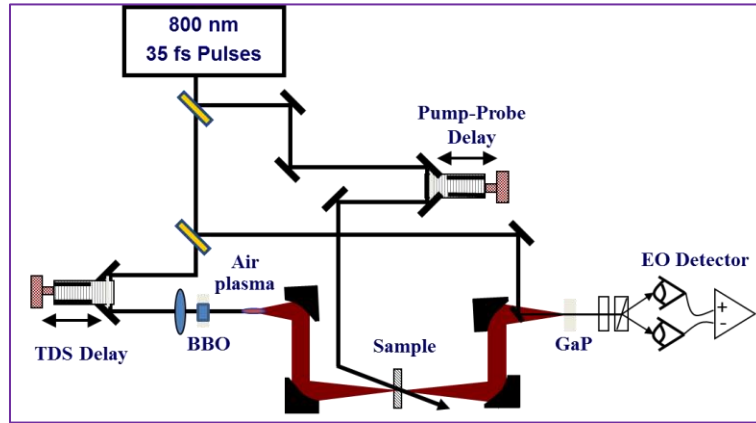 800 nm
35 fs Pulses
Pump-Probe
Delay
Air
plasma
EO Detector
TDS Delay
BBO
Sample
GaP
+
-